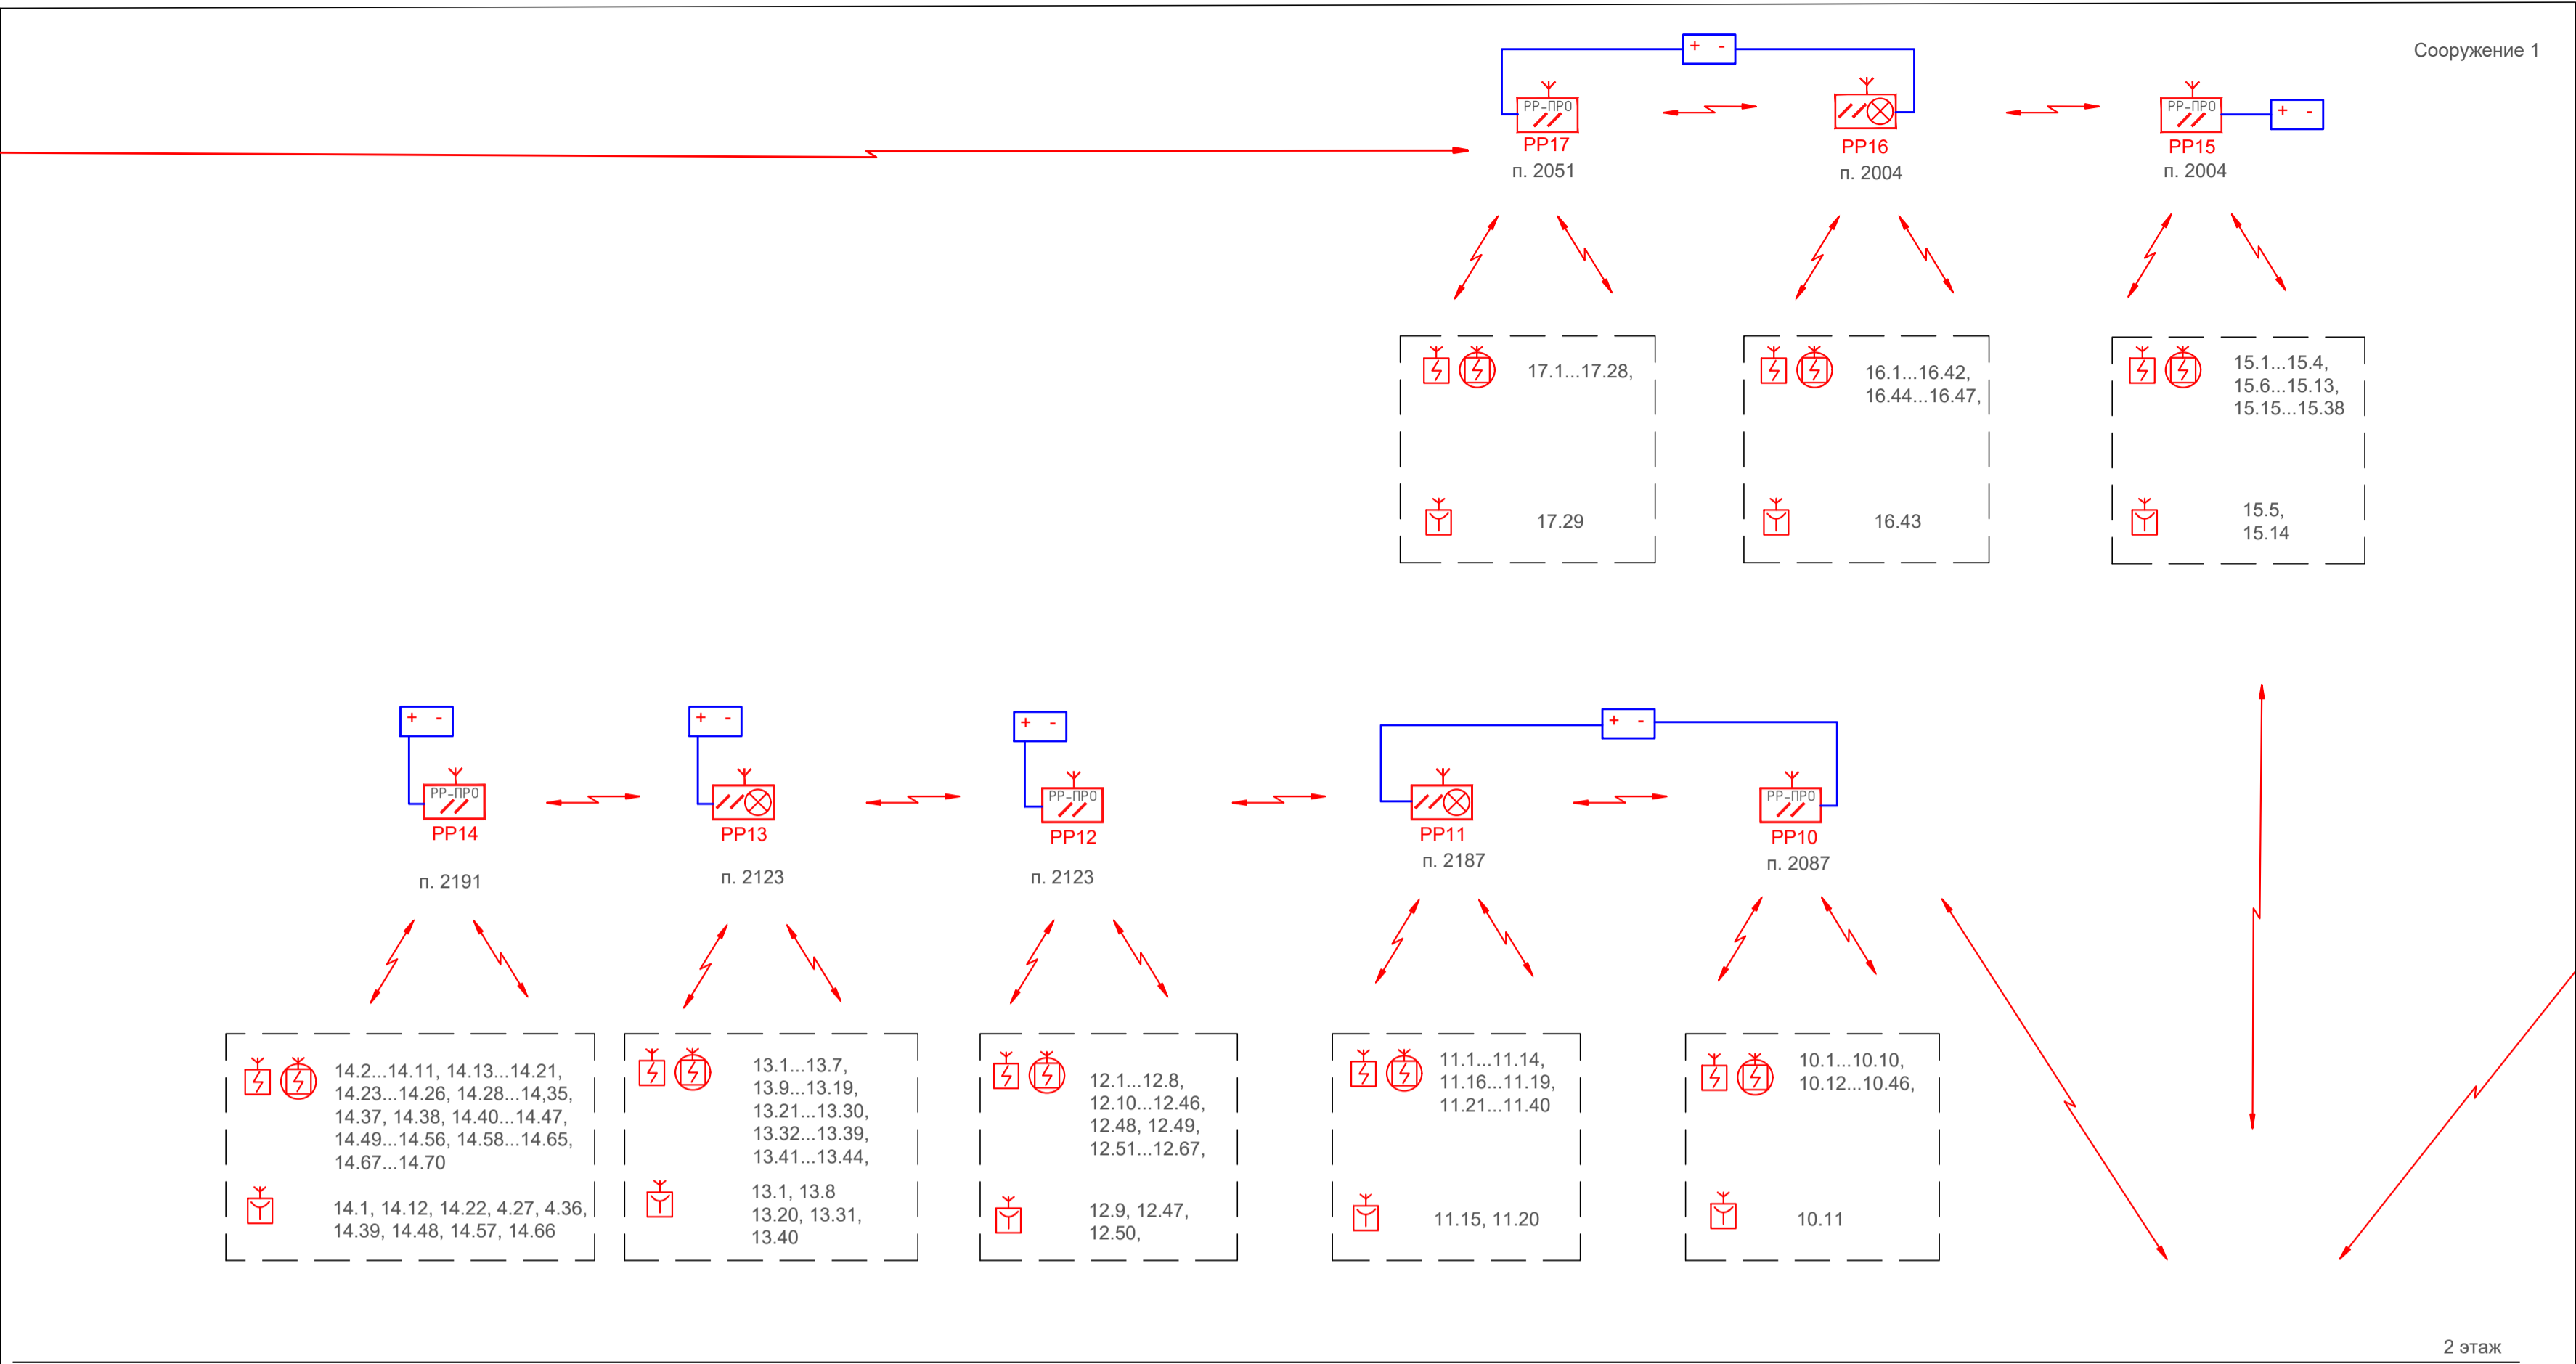 Сооружение 1
+ -
РР-ПРО
РР17
п. 2051
РР16
п. 2004
РР-ПРО
РР15
п. 2004
+ -
17.1...17.28,
17.29
16.1...16.42,
16.44...16.47,
16.43
15.1...15.4,
15.6...15.13,
15.15...15.38
15.5,
15.14
+ -
РР-ПРО
РР14
п. 2191
+ -
РР13
п. 2123
+ -
РР-ПРО
РР12
п. 2123
+ -
РР11
п. 2187
РР-ПРО
РР10
п. 2087
14.2...14.11, 14.13...14.21,
14.23...14.26, 14.28...14,35,
14.37, 14.38, 14.40...14.47,
14.49...14.56, 14.58...14.65,
14.67...14.70
14.1, 14.12, 14.22, 4.27, 4.36,
14.39, 14.48, 14.57, 14.66
13.1...13.7,
13.9...13.19,
13.21...13.30,
13.32...13.39,
13.41...13.44,
13.1, 13.8
13.20, 13.31,
13.40
12.1...12.8,
12.10...12.46,
12.48, 12.49,
12.51...12.67,
12.9, 12.47,
12.50,
11.1...11.14,
11.16...11.19,
11.21...11.40
11.15, 11.20
10.1...10.10,
10.12...10.46,
10.11
2 этаж